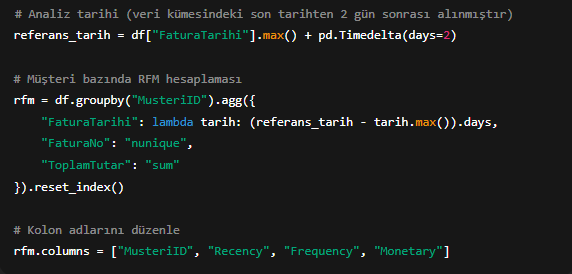 # Analiz tarihi (veri kümesindeki son tarihten 2 gün sonrası alınmıştır)
referans_tarih = df["FaturaTarihi"].max() + pd.Timedelta(days=2)
# Müşteri bazında RFM hesaplaması
rfm = df.groupby("MusteriID").agg({
    "FaturaTarihi": lambda tarih: (referans_tarih - tarih.max()).days,
    "FaturaNo": "nunique",
    "ToplamTutar": "sum"
}).reset_index()
# Kolon adlarını düzenle
rfm.columns = ["MusteriID", "Recency", "Frequency", "Monetary"]